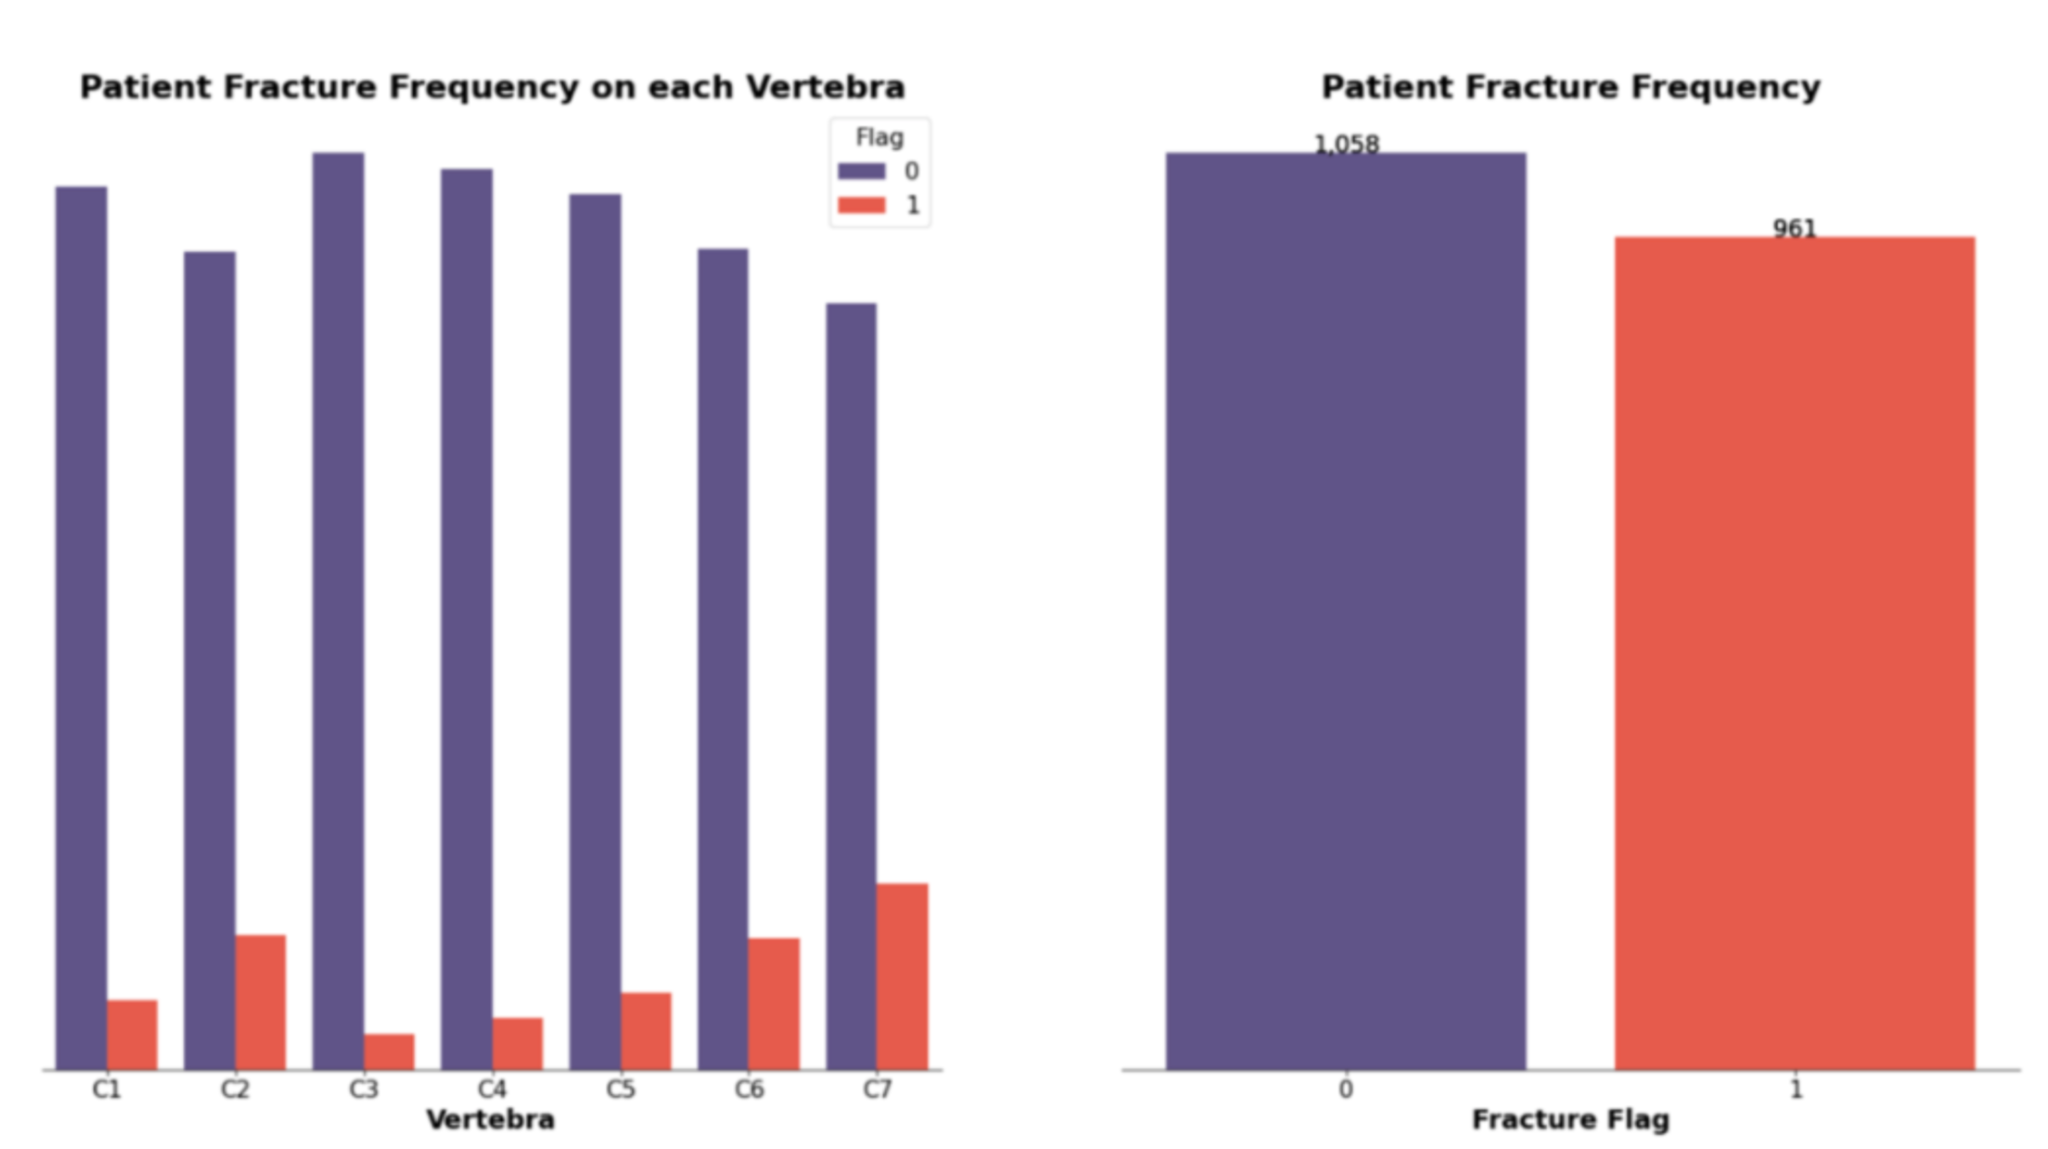 Patient Fracture Frequency on each Vertebra
Flag
0
1
C1 C2 C3 C4 C5 C6 C7
Vertebra
Patient Fracture Frequency
1,058
961
0 1
Fracture Flag